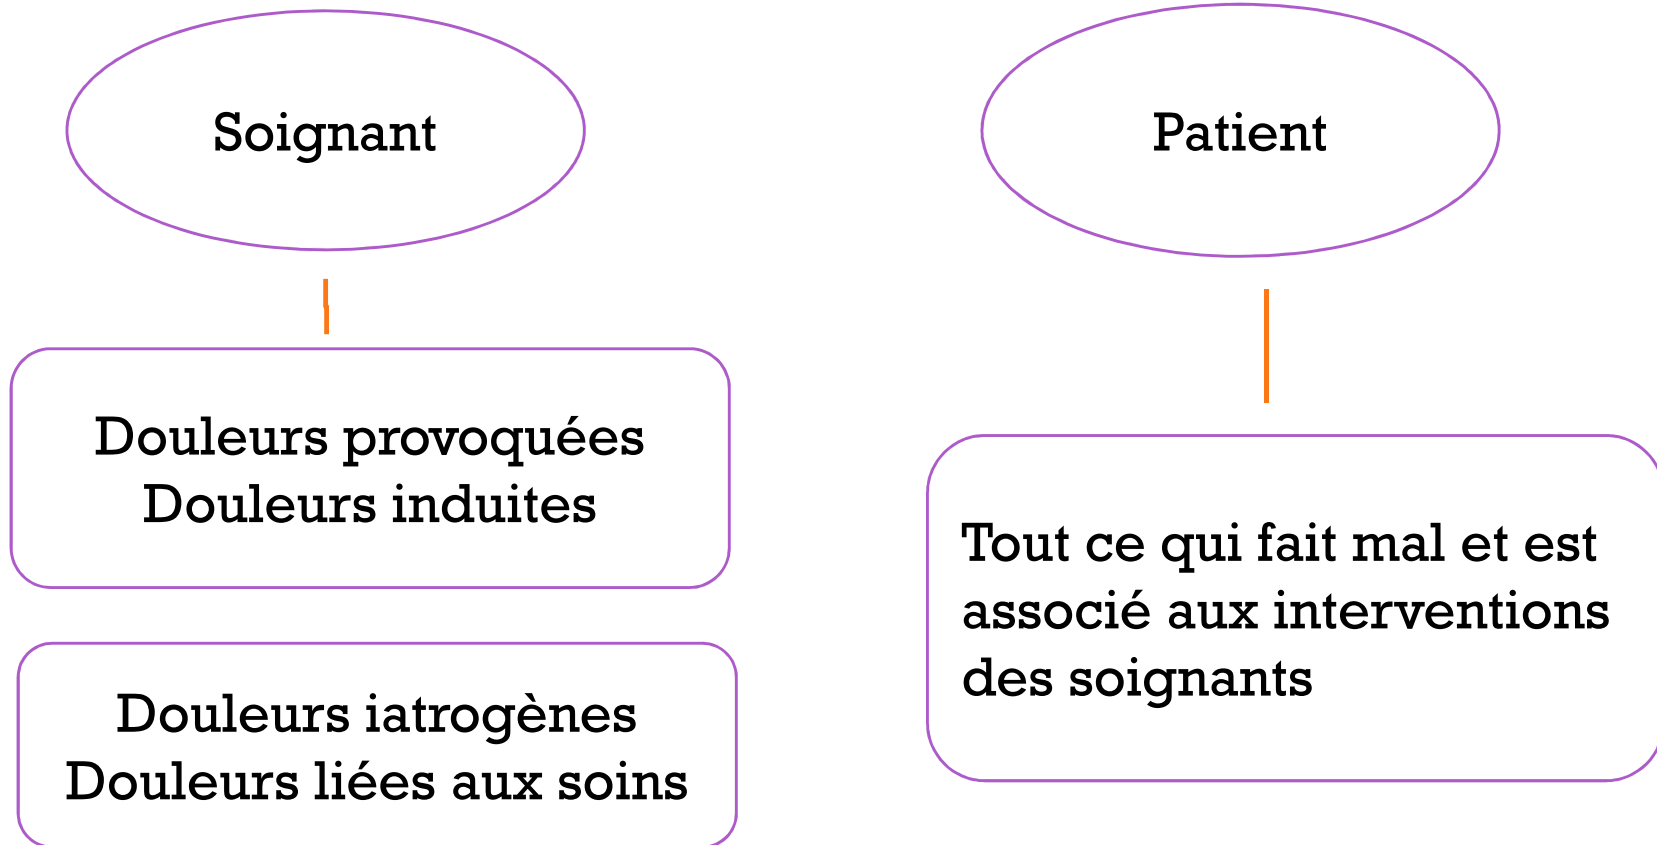 Soignant
Douleurs provoquées
Douleurs induites
Douleurs iatrogènes
Douleurs liées aux soins
Patient
Tout ce qui fait mal et est
associé aux interventions
des soignants